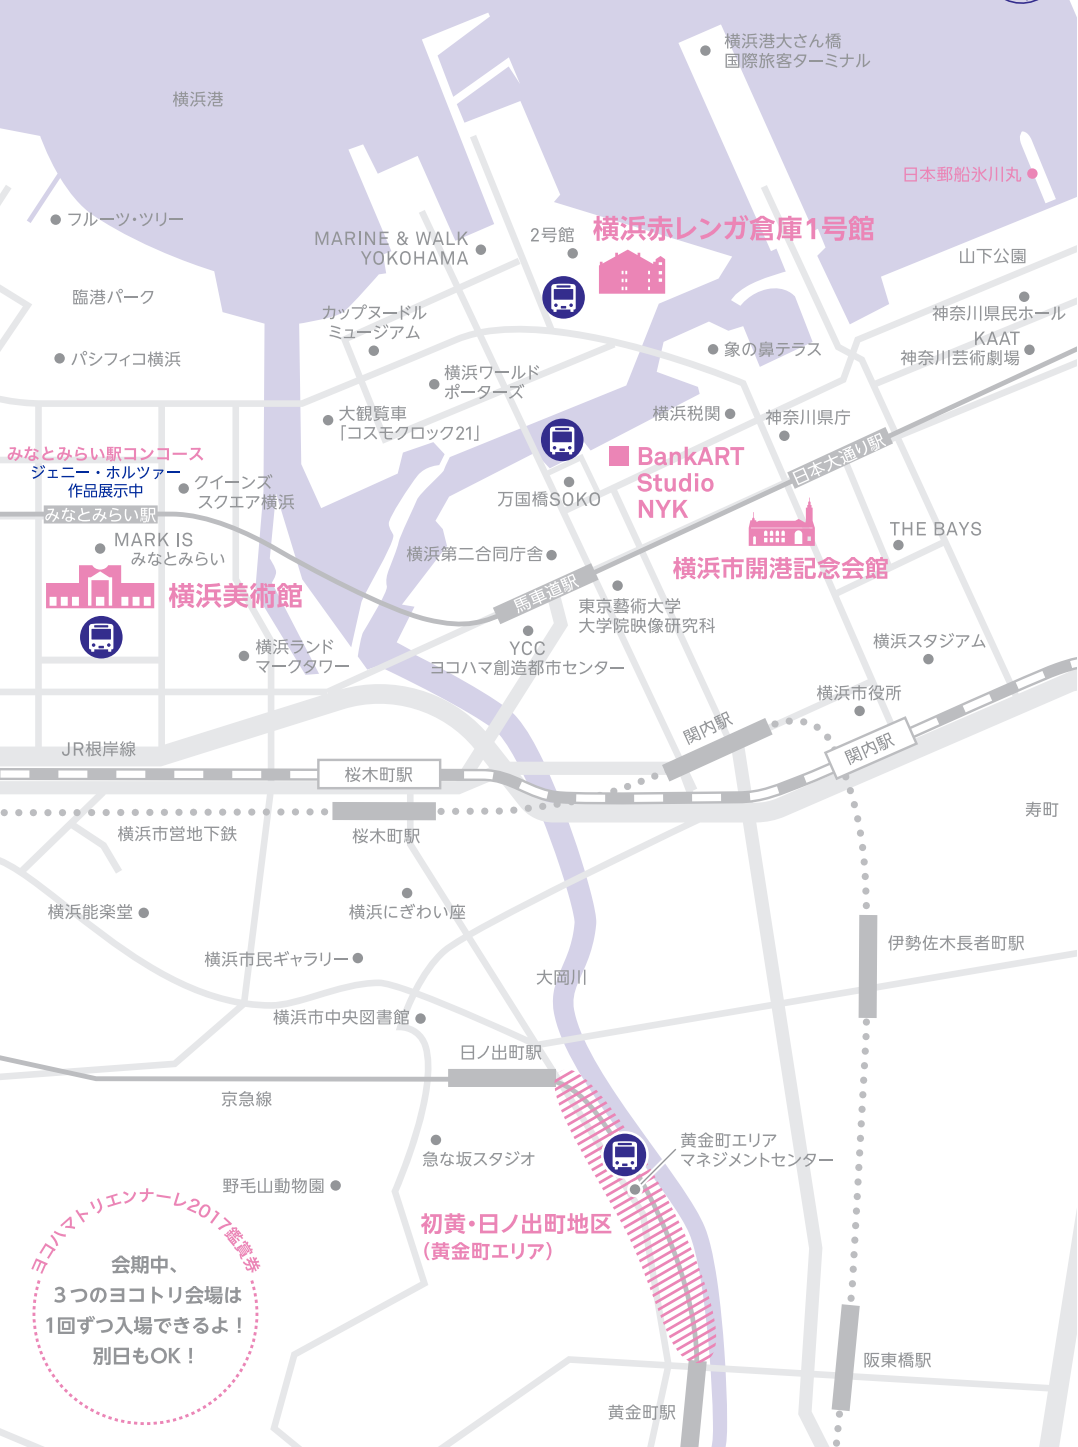 横浜港大さん橋
国際旅客ターミナル
横浜港
日本郵船氷川丸
フルーツ・ツリー
MARINE & WALK
YOKOHAMA
2号館
横浜赤レンガ倉庫1号館
山下公園
臨港パーク
カップヌードル
ミュージアム
神奈川県民ホール
KAAT
神奈川芸術劇場
パシフィコ横浜
象の鼻テラス
横浜ワールド
ポーターズ
大観覧車
「コスモクロック21」
横浜税関
神奈川県庁
みなとみらい駅コンコース
ジェニー・ホルツァー
作品展示中
クイーンズ
スクエア横浜
BankART
Studio
NYK
日本大通り駅
万国橋SOKO
みなとみらい駅
MARK IS
みなとみらい
THE BAYS
横浜第二合同庁舎
横浜市開港記念会館
横浜美術館
馬車道駅
東京藝術大学
大学院映像研究科
横浜ランド
マークタワー
YCC
ヨコハマ創造都市センター
横浜スタジアム
横浜市役所
関内駅
関内駅
JR根岸線
桜木町駅
寿町
横浜市営地下鉄
桜木町駅
横浜能楽堂
横浜にぎわい座
伊勢佐木長者町駅
横浜市民ギャラリー
大岡川
横浜市中央図書館
日ノ出町駅
京急線
急な坂スタジオ
黄金町エリア
マネジメントセンター
野毛山動物園
初黄・日ノ出町地区
（黄金町エリア）
ヨコハマトリエンナーレ2017鑑賞券
会期中、
３つのヨコトリ会場は
1回ずつ入場できるよ！
別日もOK！
阪東橋駅
黄金町駅